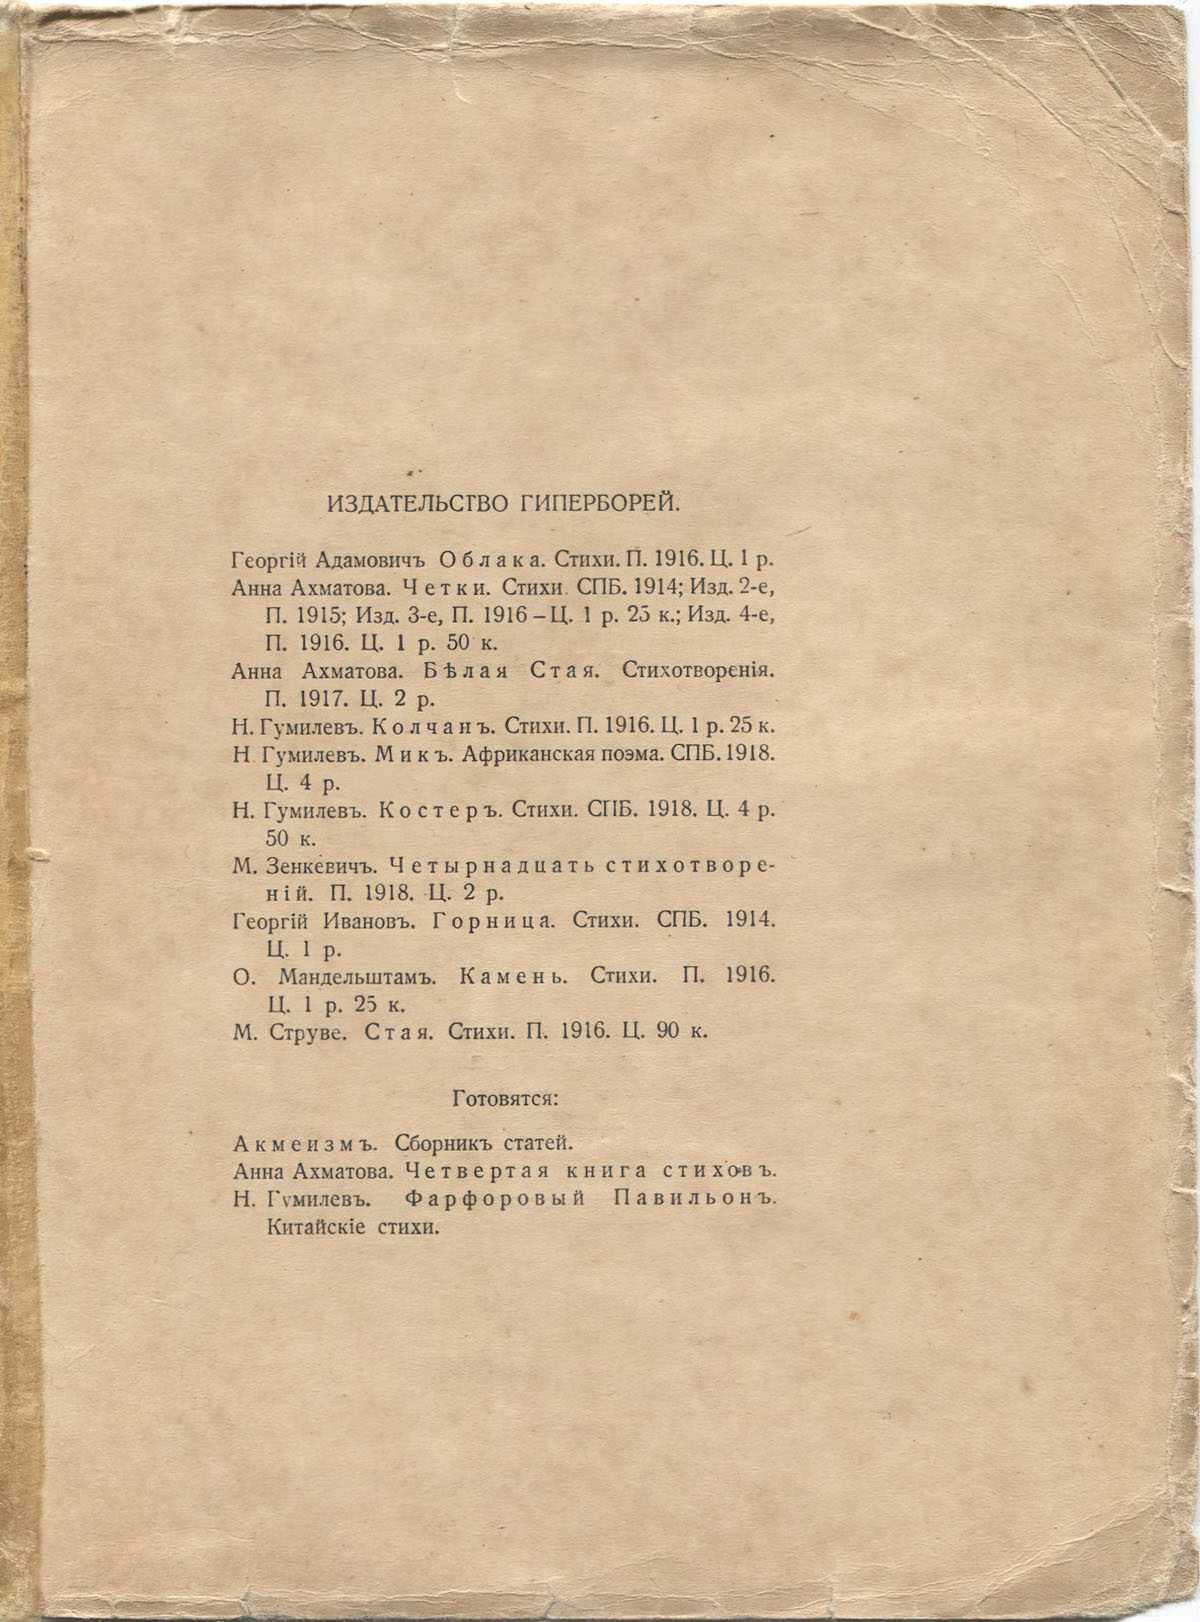 ИЗДАТЕЛЬСТВО ГИПЕРБОРЕЙ.
Георгій Адамовичъ Облака. Стихи. П. 1916. Ц. 1 р.
Анна Ахматова. Четки. Стихи. СПБ. 1914; Изд. 2-е,
П. 1915; Изд. 3-е, П. 1916 – Ц. 1 р. 25 к.; Изд. 4-е,
П. 1916. Ц. 1 р. 50 к.
Анна Ахматова. Бѣлая Стая. Стихотворенія.
П. 1917. Ц. 2 р.
Н. Гумилевъ. Колчанъ. Стихи. П. 1916. Ц. 1 р. 25 к.
Н. Гумилевъ. Микъ. Африканская поэма. СПБ. 1918.
Ц. 4 р.
Н. Гумилевъ. Костеръ. Стихи. СПБ. 1918. Ц. 4 р.
50 к.
М. Зенкевичъ. Четырнадцать стихотворе-
ній. П. 1918. Ц. 2 р.
Георгій Ивановъ. Горница. Стихи. СПБ. 1914.
Ц. 1 р.
О. Мандельштамъ. Камень. Стихи. П. 1916.
Ц. 1 р. 25 к.
М. Струве. Стая. Стихи. П. 1916. Ц. 90 к.
Готовятся:
Акмеизмъ. Сборникъ статей.
Анна Ахматова. Четвертая книга стиховъ.
Н. Гумилевъ. Фарфоровый Павильонъ.
Китайскіе стихи.